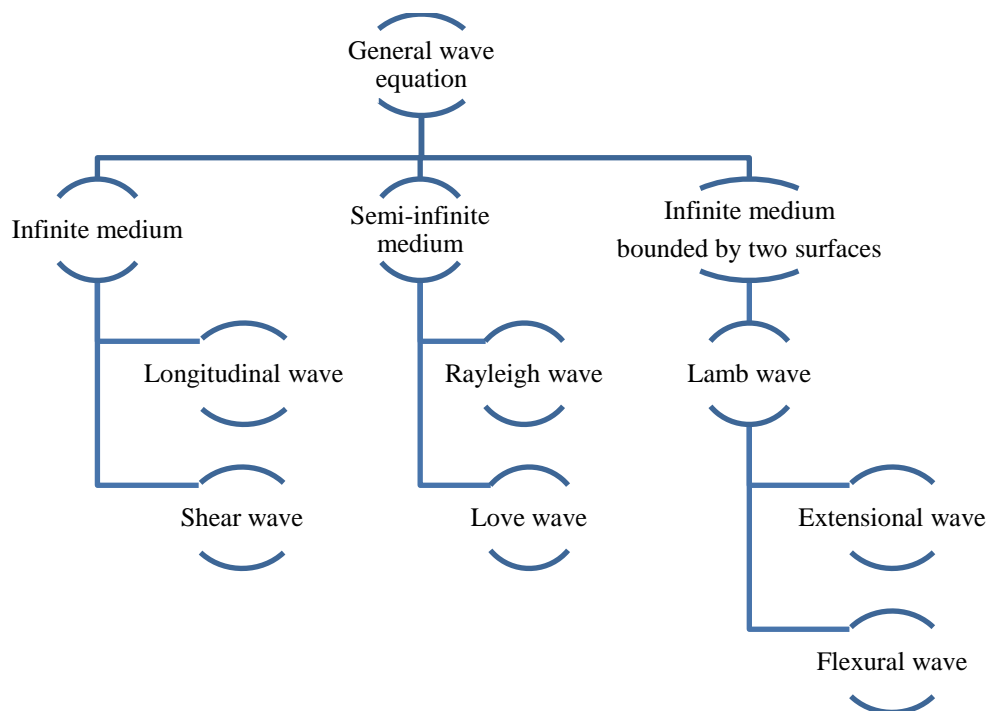 General wave
equation
Infinite medium
Semi-infinite
medium
Infinite medium
bounded by two surfaces
Longitudinal wave
Rayleigh wave
Lamb wave
Shear wave
Love wave
Extensional wave
Flexural wave